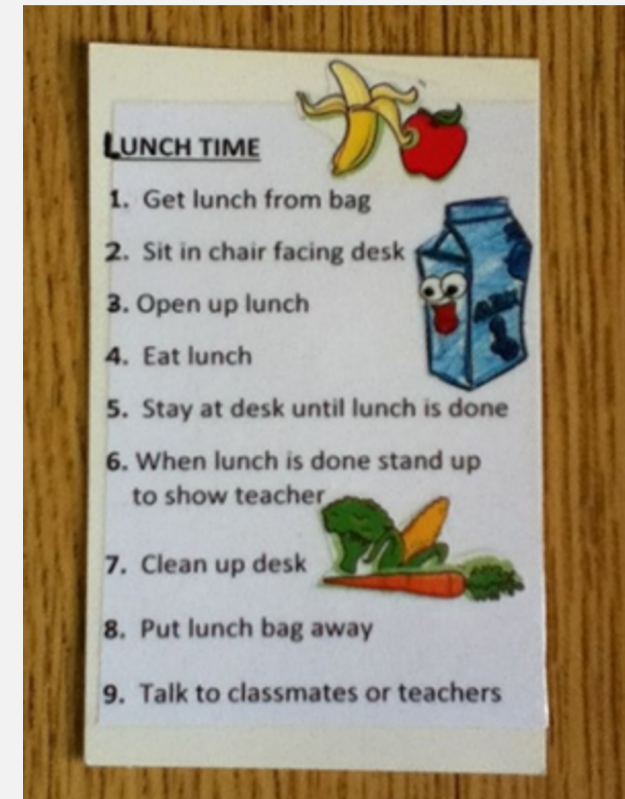 LUNCH TIME
1. Get lunch from bag
2. Sit in chair facing desk
3. Open up lunch
4. Eat lunch
5. Stay at desk until lunch is done
6. When lunch is done stand up
to show teacher
7. Clean up desk
8. Put lunch bag away
9. Talk to classmates or teachers